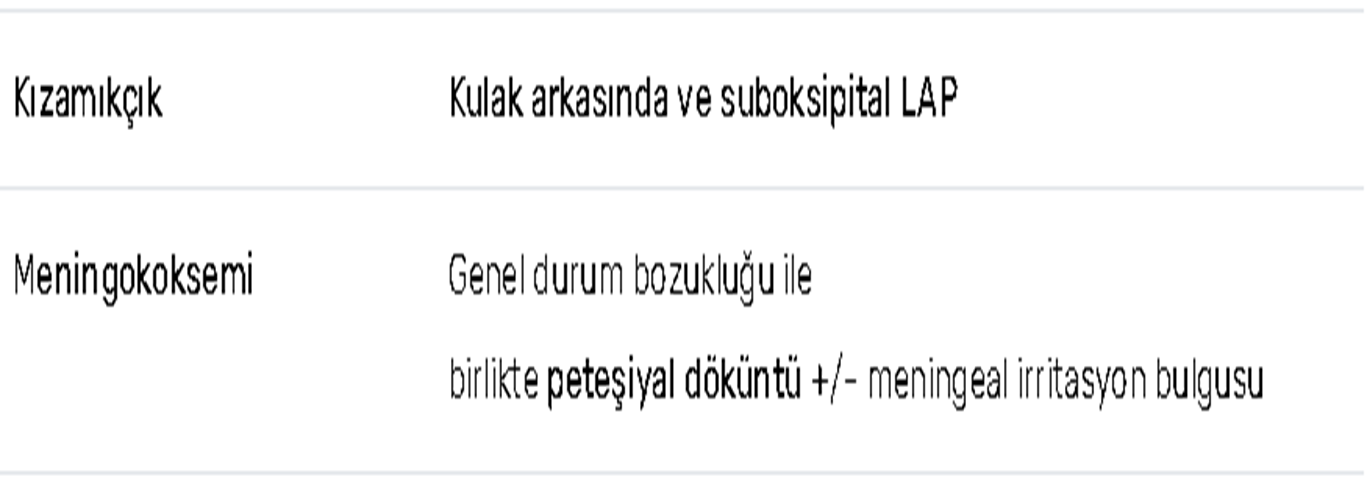 Kızamıkçık
Kulak arkasında ve suboksipital LAP
Meningokoksemi
Genel durum bozukluğu ile
birlikte peteşiyal döküntü +/- meningeal irritasyon bulgusu